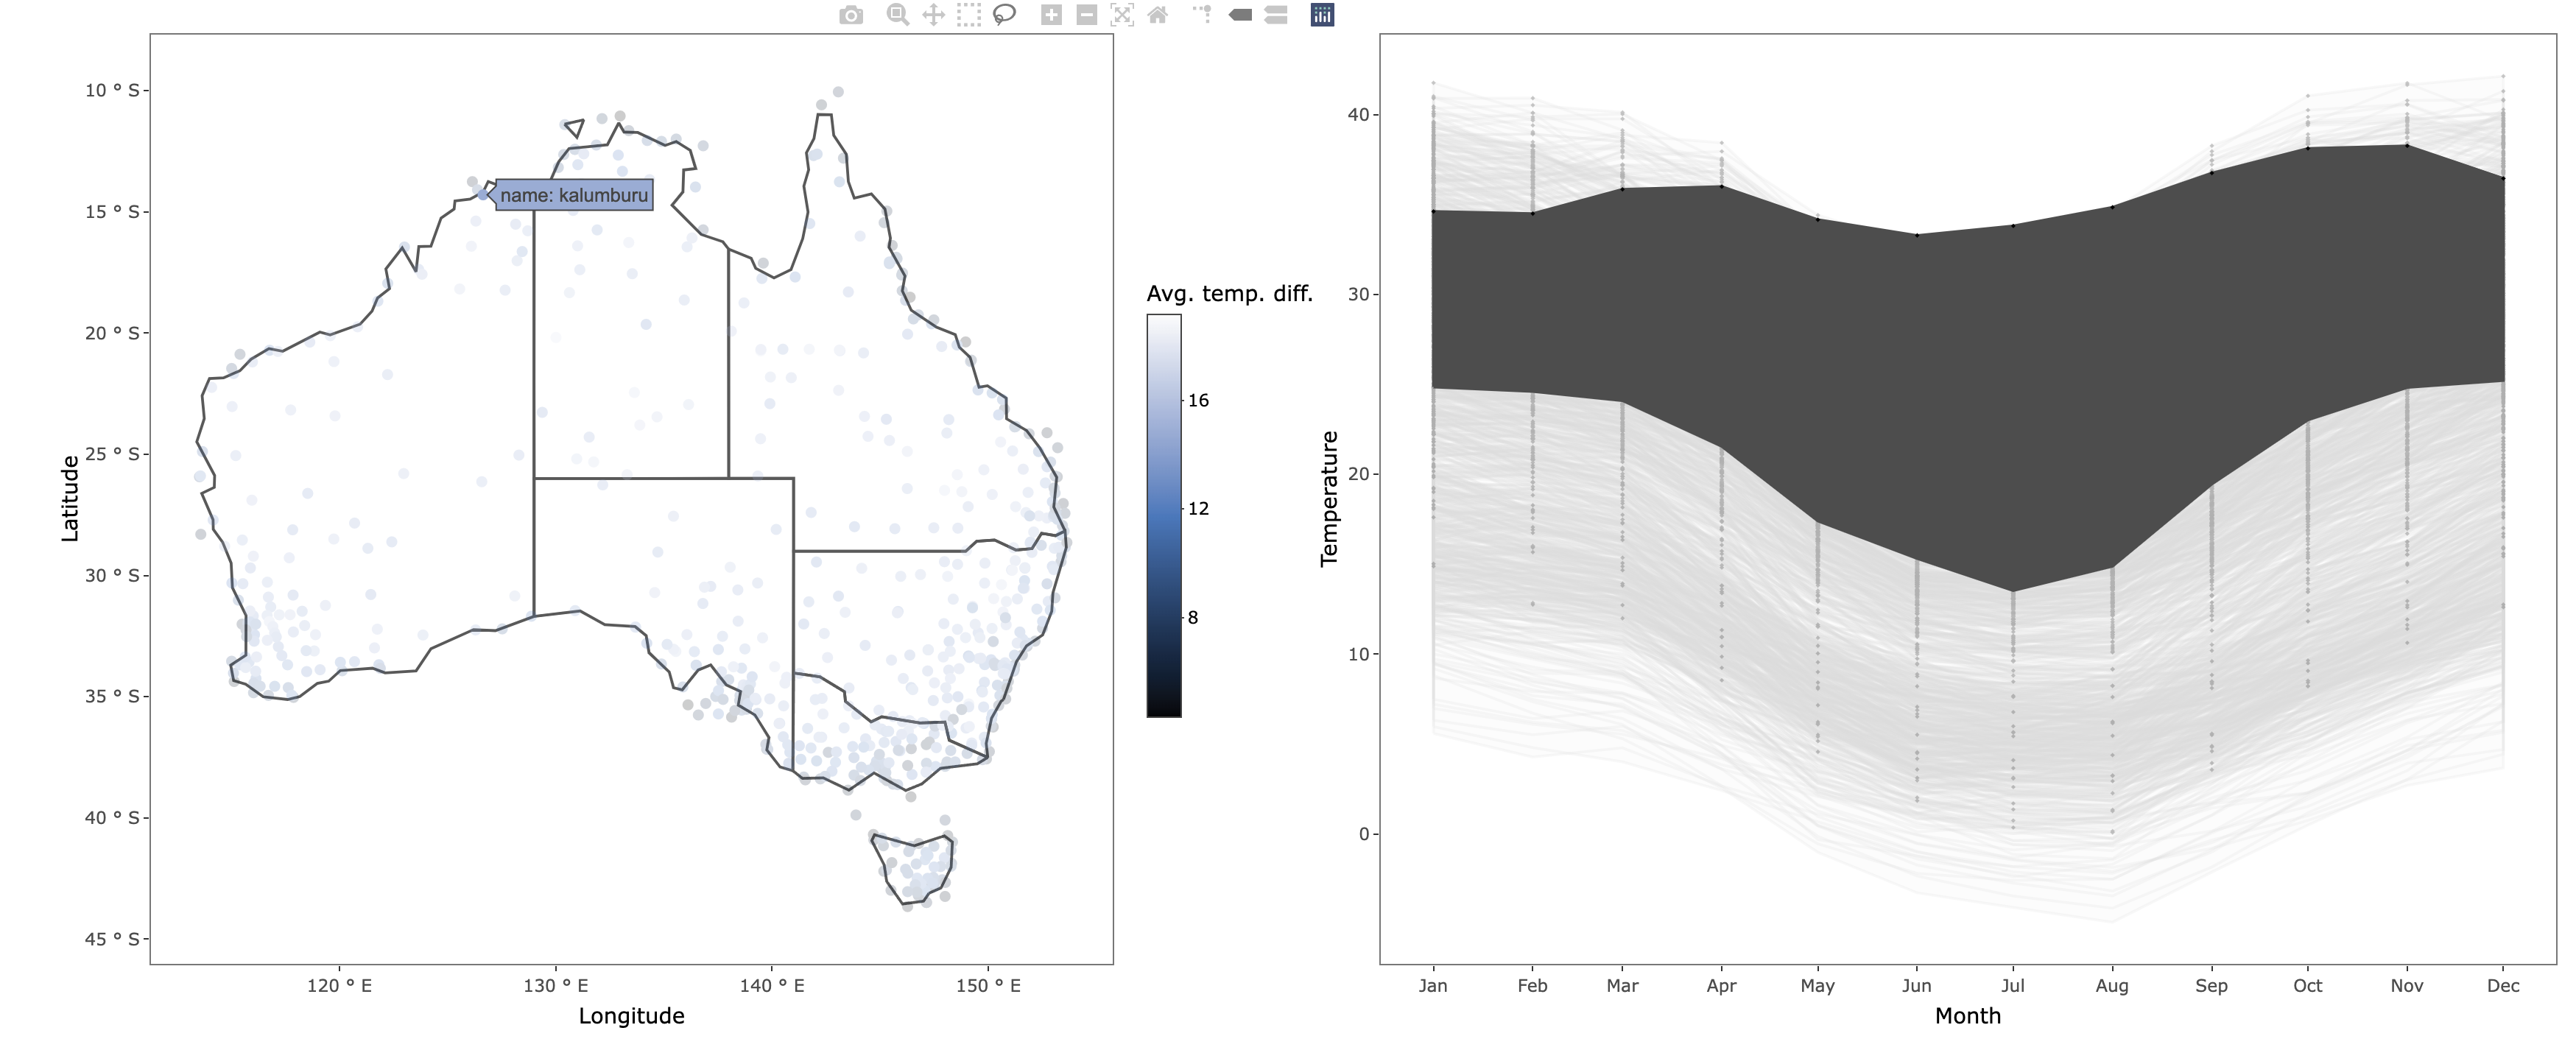 10 ° S
15 ° S
20 ° S
25 ° S
30 ° S
35 ° S
40 ° S
45 ° S
Latitude
name: kalumburu
120 ° E
130 ° E
140 ° E
150 ° E
Longitude
Avg. temp. diff.
16
12
8
40
30
20
10
0
Temperature
Jan
Feb
Mar
Apr
May
Jun
Jul
Aug
Sep
Oct
Nov
Dec
Month